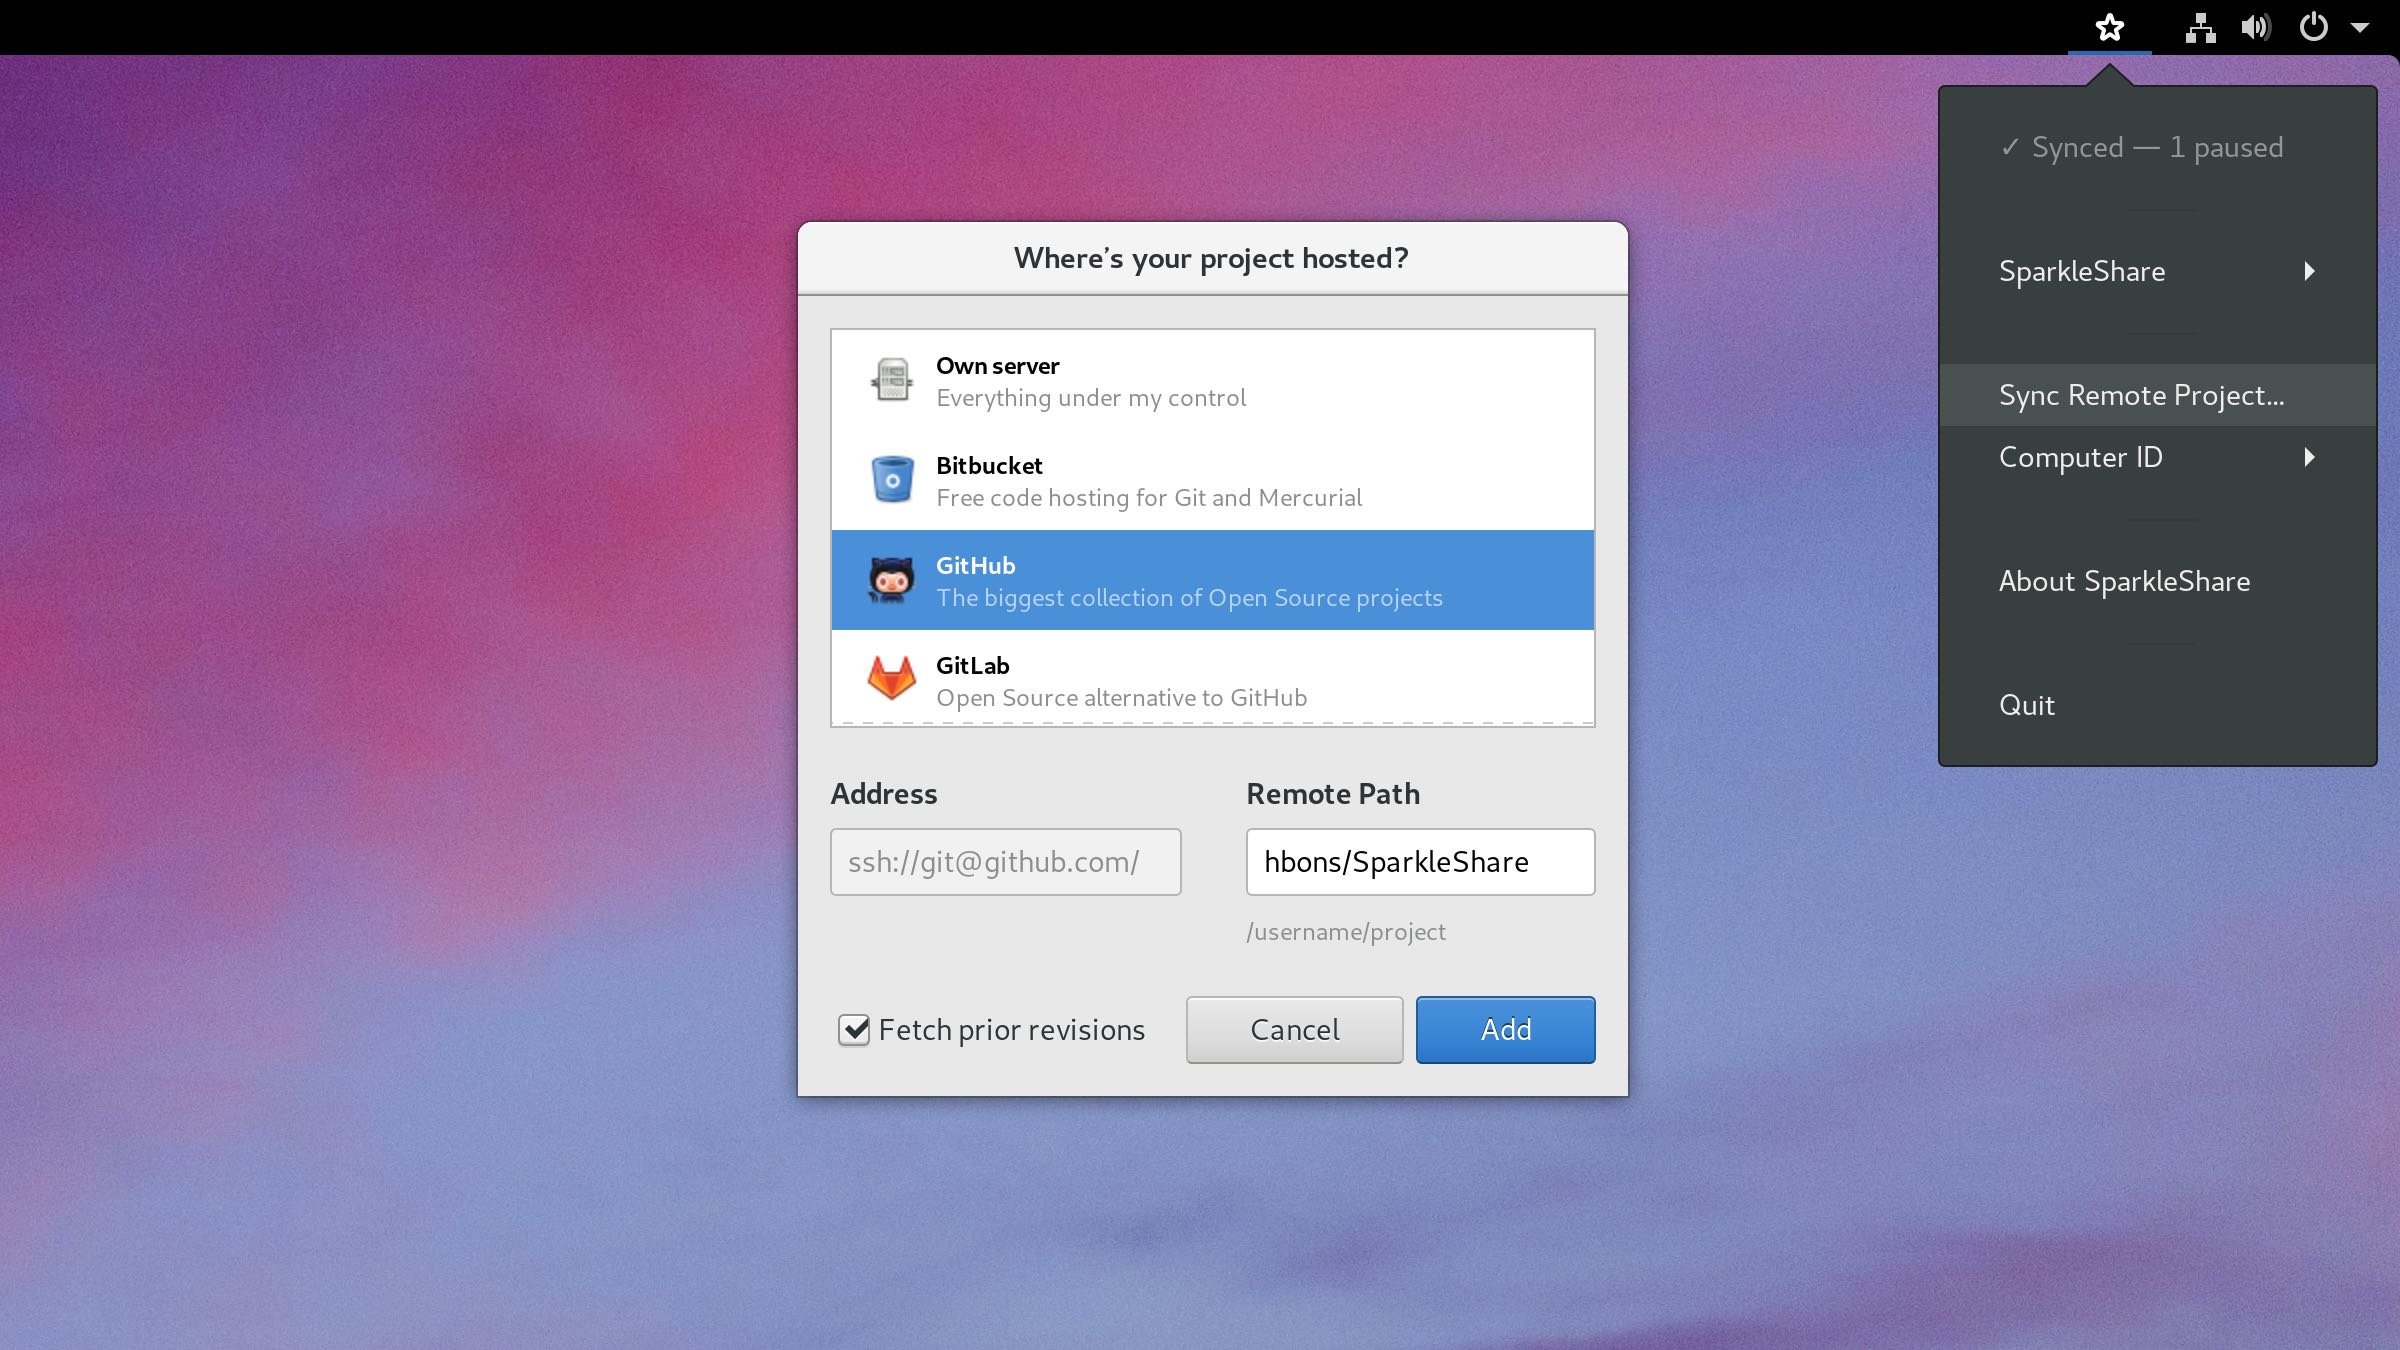 Where’s your project hosted?
Own server
Everything under my control
Bitbucket
Free code hosting for Git and Mercurial
GitHub
The biggest collection of Open Source projects
GitLab
Open Source alternative to GitHub
Address
ssh://git@github.com/
Remote Path
hbons/SparkleShare
/username/project
Fetch prior revisions
Cancel
Add
✓ Synced — 1 paused
SparkleShare
Sync Remote Project…
Computer ID
About SparkleShare
Quit